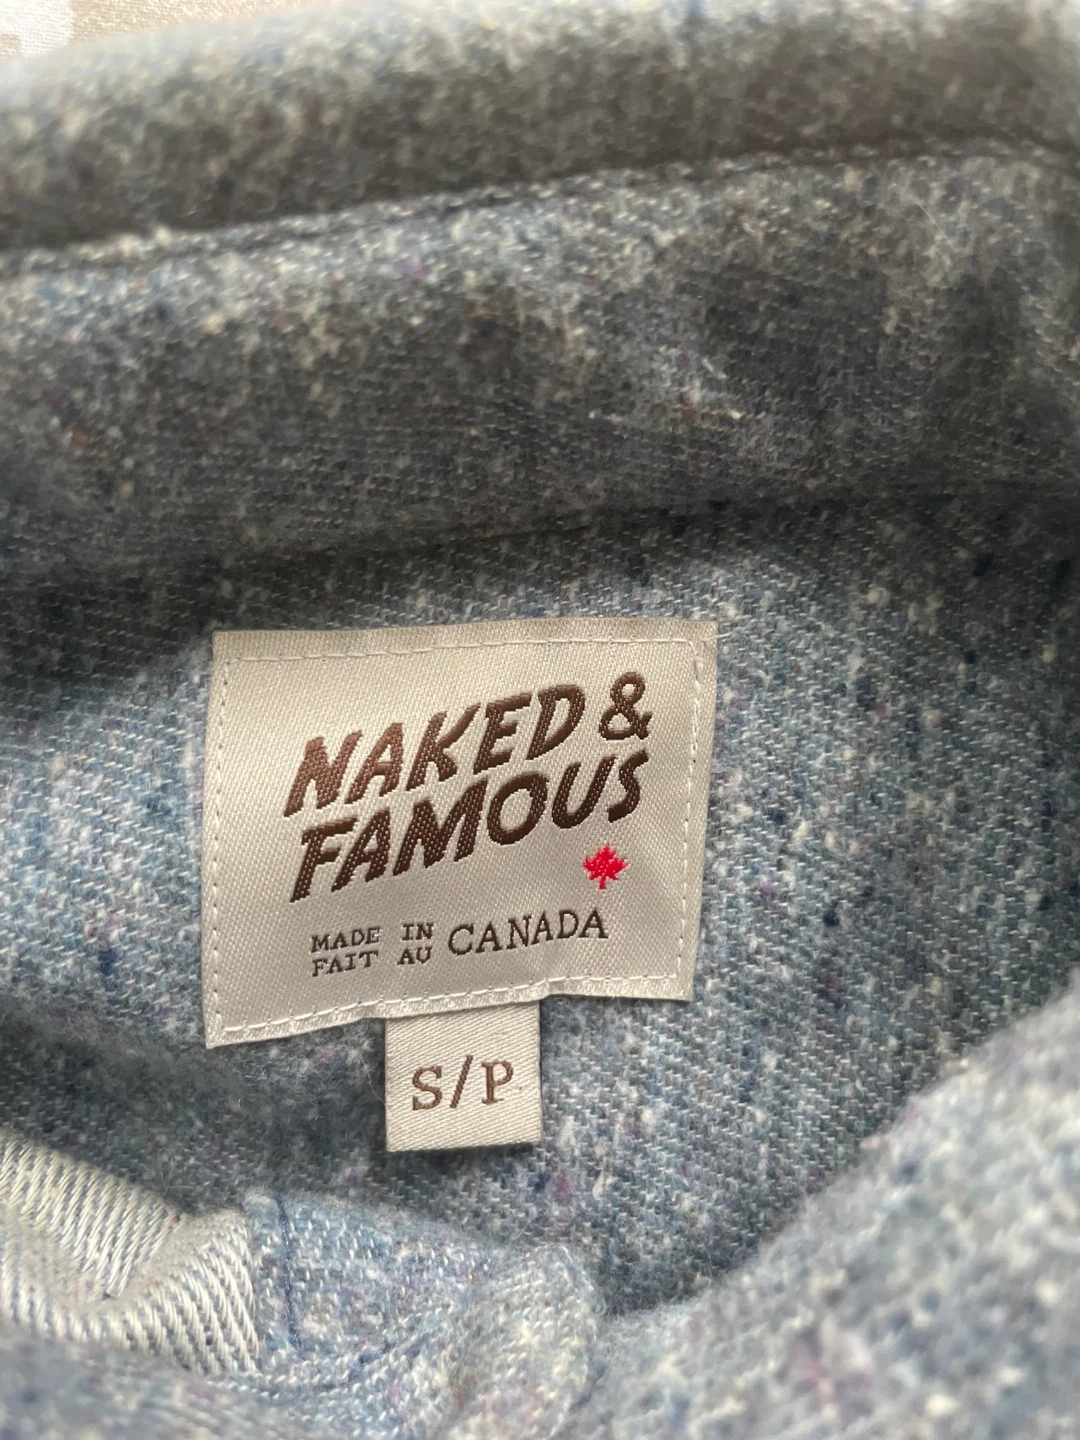 NAKED &
FAMOUS
MADE IN
FAIT AU CANADA
S/P